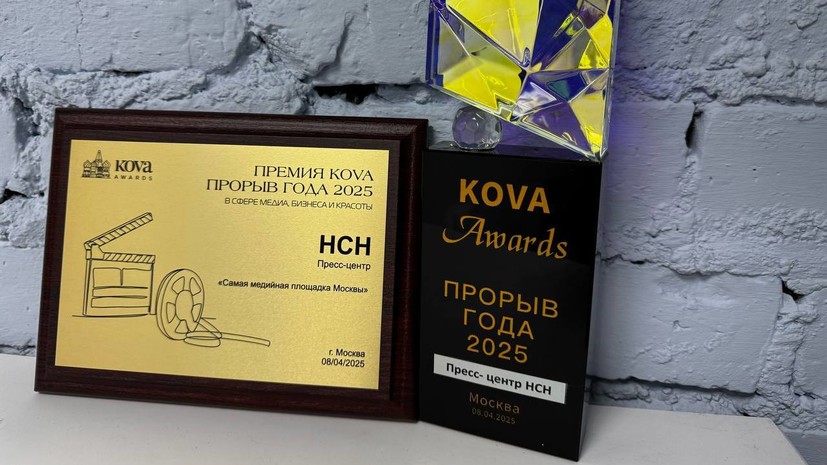 KOVA
AWARDS
ПРЕМИЯ KOVA
ПРОРЫВ ГОДА 2025
В СФЕРЕ МЕДИА, БИЗНЕСА И КРАСОТЫ
НСН
Пресс-центр
«Самая медийная площадка Москвы»
г. Москва
08/04/2025
KOVA
Awards
ПРОРЫВ
ГОДА
2025
Пресс- центр НСН
Москва
08.04.2025